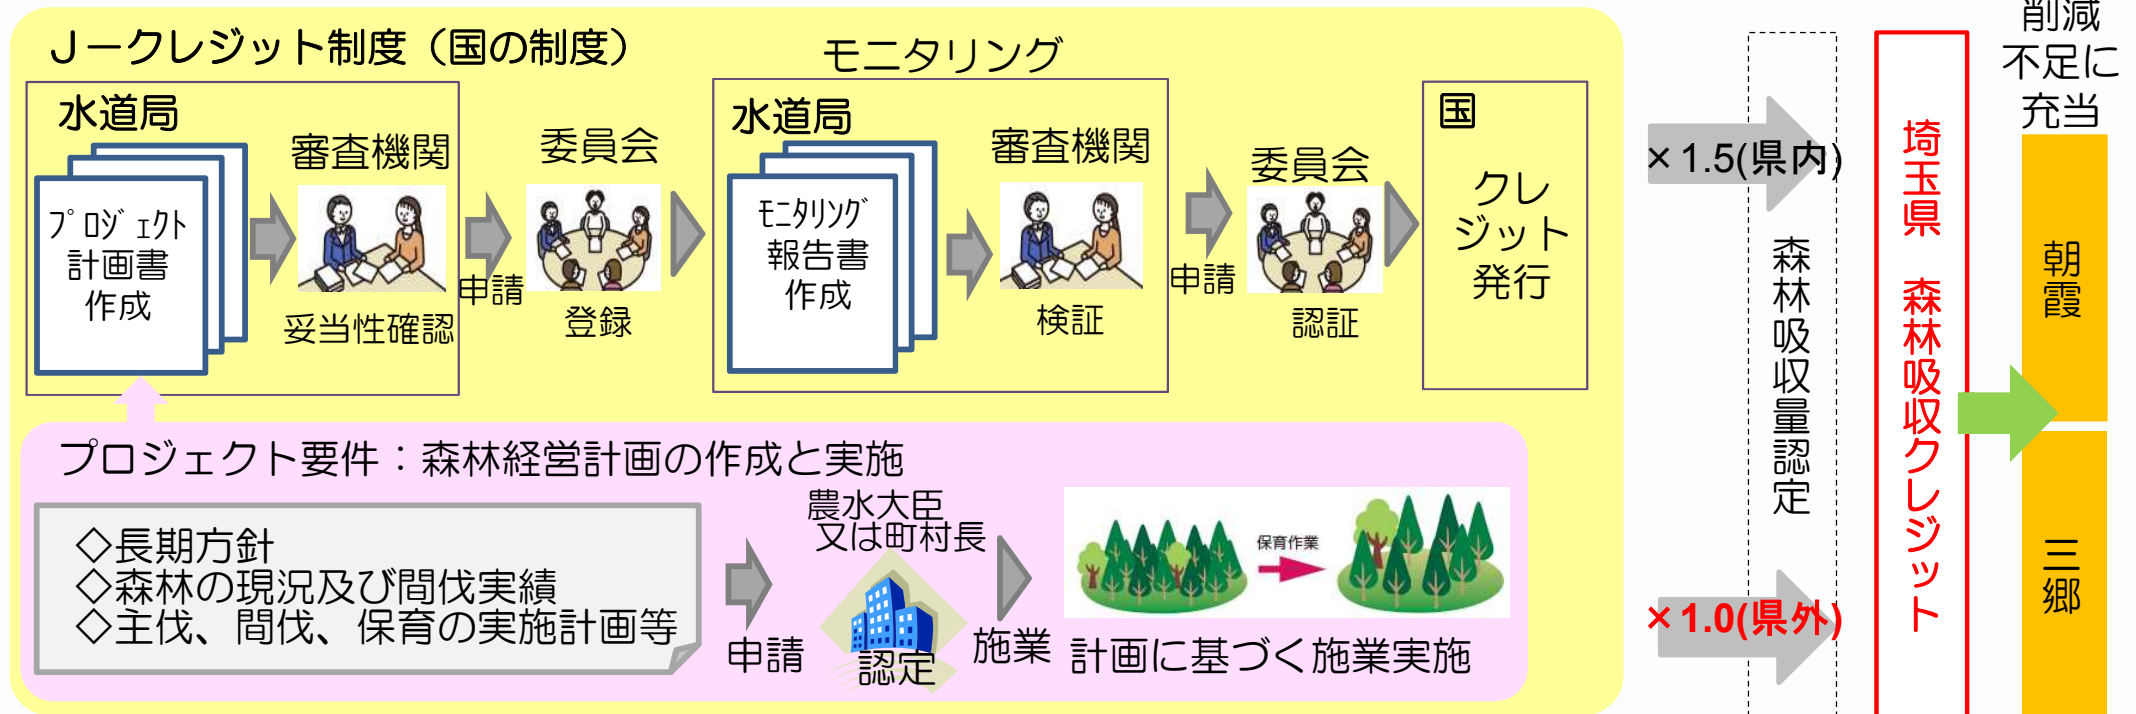 Jークレジット制度（国の制度）
モニタリング
水道局
プロジェクト
計画書
作成
審査機関
妥当性確認
申請
委員会
登録
水道局
モニタリング
報告書
作成
審査機関
検証
申請
委員会
認証
国
クレ
ジット
発行
プロジェクト要件：森林経営計画の作成と実施
◇長期方針
◇森林の現況及び間伐実績
◇主伐、間伐、保育の実施計画等
申請
農水大臣
又は町村長
認定
施業
保育作業
計画に基づく施業実施
×1.5(県内)
×1.0(県外)
森林吸収量認定
埼玉県　森林吸収クレジット
削減
不足に
充当
朝霞
三郷